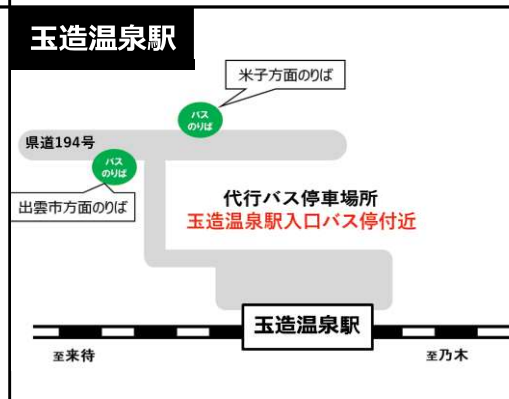 玉造温泉駅
米子方面のりば
バス
のりば
県道194号
バス
のりば
出雲市方面のりば
代行バス停車場所
玉造温泉駅入口バス停付近
玉造温泉駅
至来待
至乃木